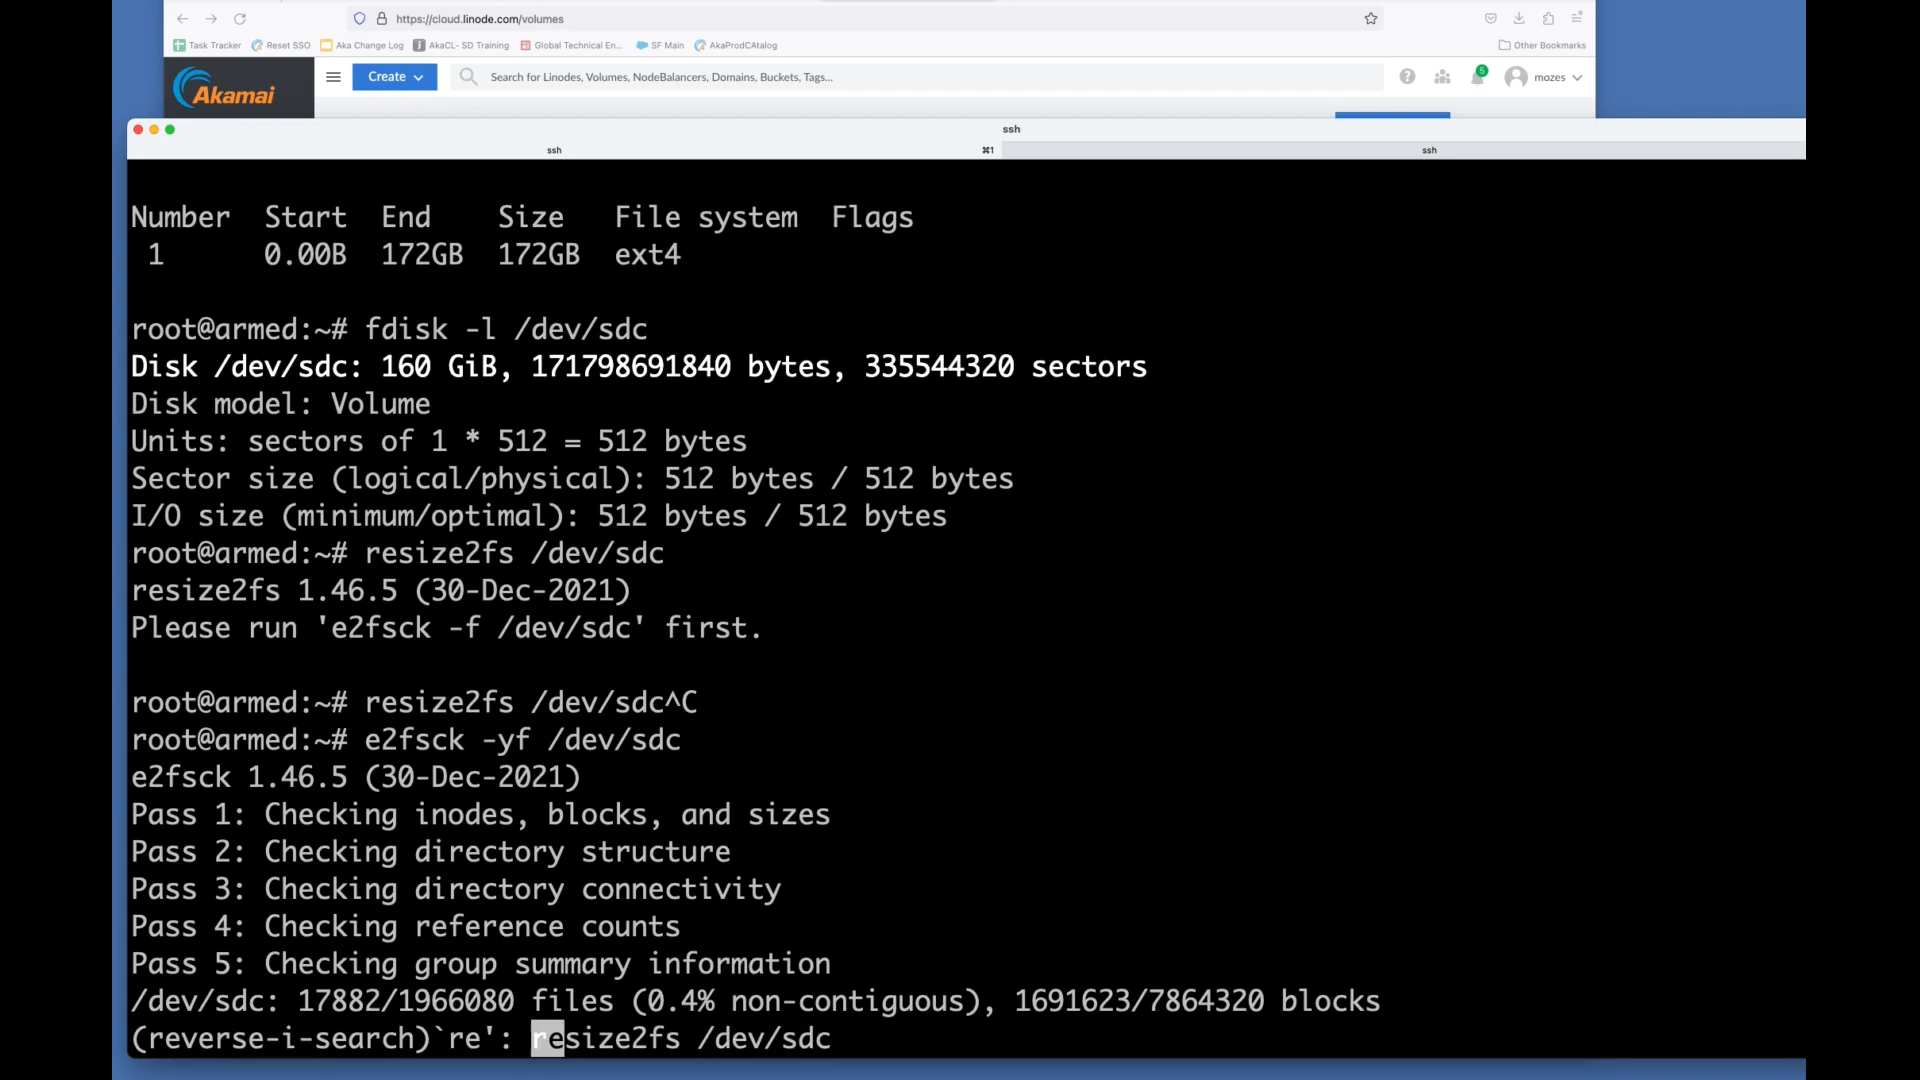 https://cloud.linode.com/volumes
Task Tracker Reset SSO Aka Change Log AkaCL- SD Training Global Technical En... SF Main AkaProdCAtalog Other Bookmarks
Akamai Create Search for Linodes, Volumes, NodeBalancers, Domains, Buckets, Tags... 5 mozes
ssh
ssh ⌘1 ssh
Number Start End Size File system Flags
1 0.00B 172GB 172GB ext4
root@armed:~# fdisk -l /dev/sdc
Disk /dev/sdc: 160 GiB, 171798691840 bytes, 335544320 sectors
Disk model: Volume
Units: sectors of 1 * 512 = 512 bytes
Sector size (logical/physical): 512 bytes / 512 bytes
I/O size (minimum/optimal): 512 bytes / 512 bytes
root@armed:~# resize2fs /dev/sdc
resize2fs 1.46.5 (30-Dec-2021)
Please run 'e2fsck -f /dev/sdc' first.
root@armed:~# resize2fs /dev/sdc^C
root@armed:~# e2fsck -yf /dev/sdc
e2fsck 1.46.5 (30-Dec-2021)
Pass 1: Checking inodes, blocks, and sizes
Pass 2: Checking directory structure
Pass 3: Checking directory connectivity
Pass 4: Checking reference counts
Pass 5: Checking group summary information
/dev/sdc: 17882/1966080 files (0.4% non-contiguous), 1691623/7864320 blocks
(reverse-i-search)`re': resize2fs /dev/sdc